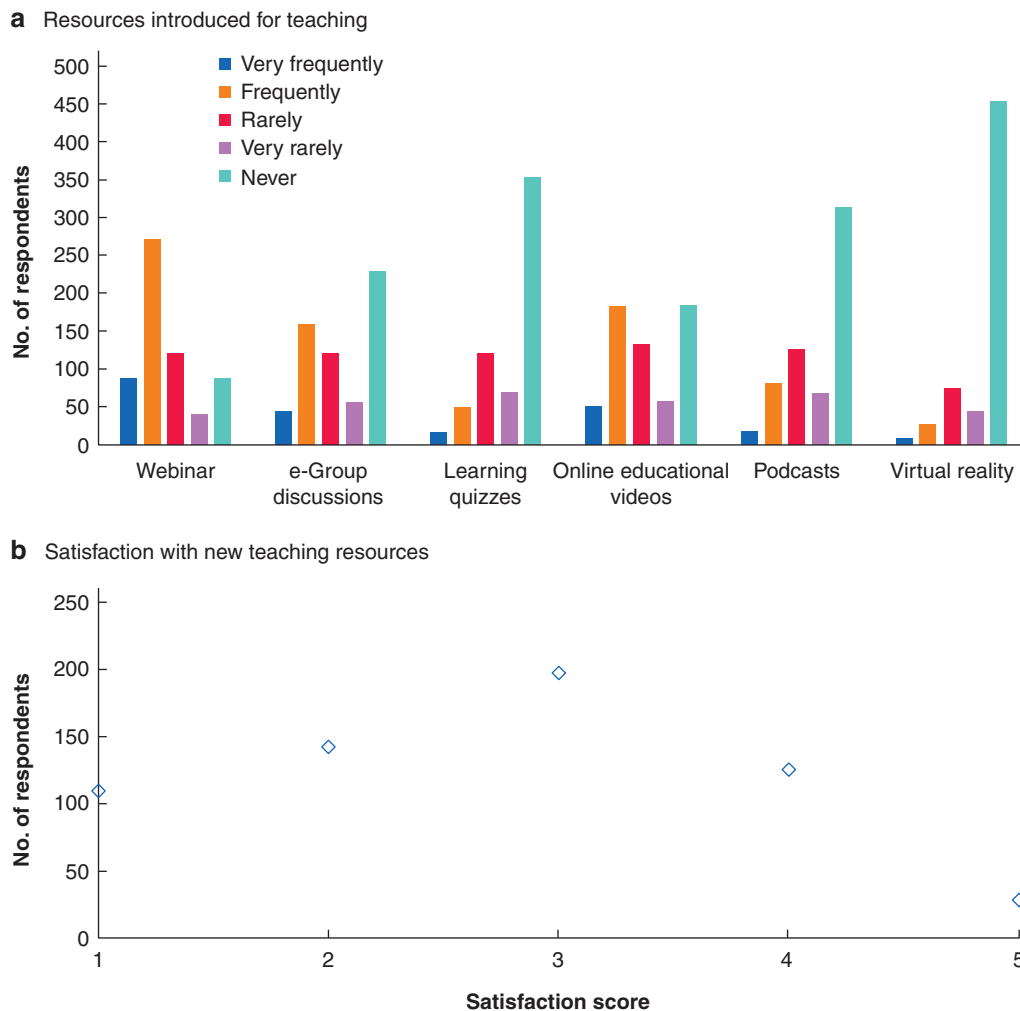 a Resources introduced for teaching
500
450
400
350
300
250
200
150
100
50
0
No. of respondents
Very frequently
Frequently
Rarely
Very rarely
Never
Webinar
e-Group
discussions
Learning
quizzes
Online educational
videos
Podcasts
Virtual reality
b Satisfaction with new teaching resources
250
200
150
100
50
0
No. of respondents
1 2 3 4 5
Satisfaction score